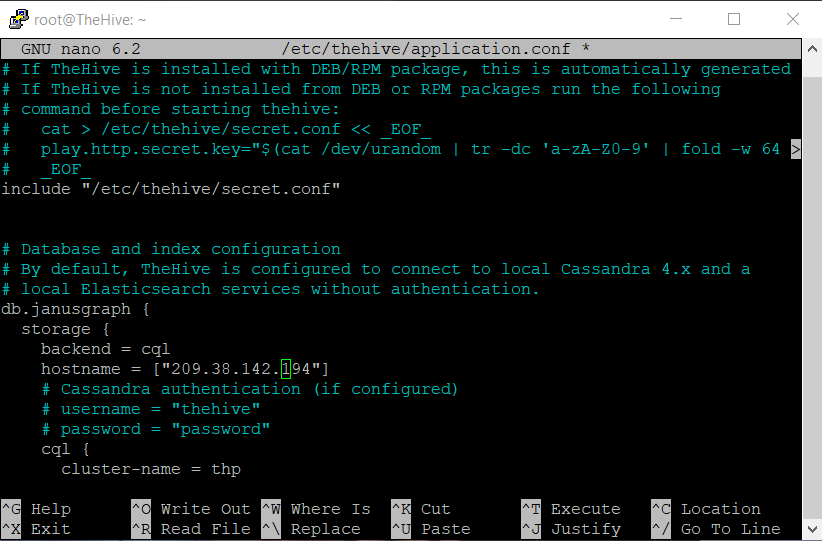 root@TheHive: ~
GNU nano 6.2 /etc/thehive/application.conf *
# If TheHive is installed with DEB/RPM package, this is automatically generated
# If TheHive is not installed from DEB or RPM packages run the following
# command before starting thehive:
#   cat > /etc/thehive/secret.conf << _EOF_
#   play.http.secret.key="$(cat /dev/urandom | tr -dc 'a-zA-Z0-9' | fold -w 64 >
#   _EOF_
include "/etc/thehive/secret.conf"
# Database and index configuration
# By default, TheHive is configured to connect to local Cassandra 4.x and a
# local Elasticsearch services without authentication.
db.janusgraph {
  storage {
    backend = cql
    hostname = ["209.38.142.194"]
    # Cassandra authentication (if configured)
    # username = "thehive"
    # password = "password"
    cql {
      cluster-name = thp
^G Help ^O Write Out ^W Where Is ^K Cut ^T Execute ^C Location
^X Exit ^R Read File ^\ Replace ^U Paste ^J Justify ^/ Go To Line